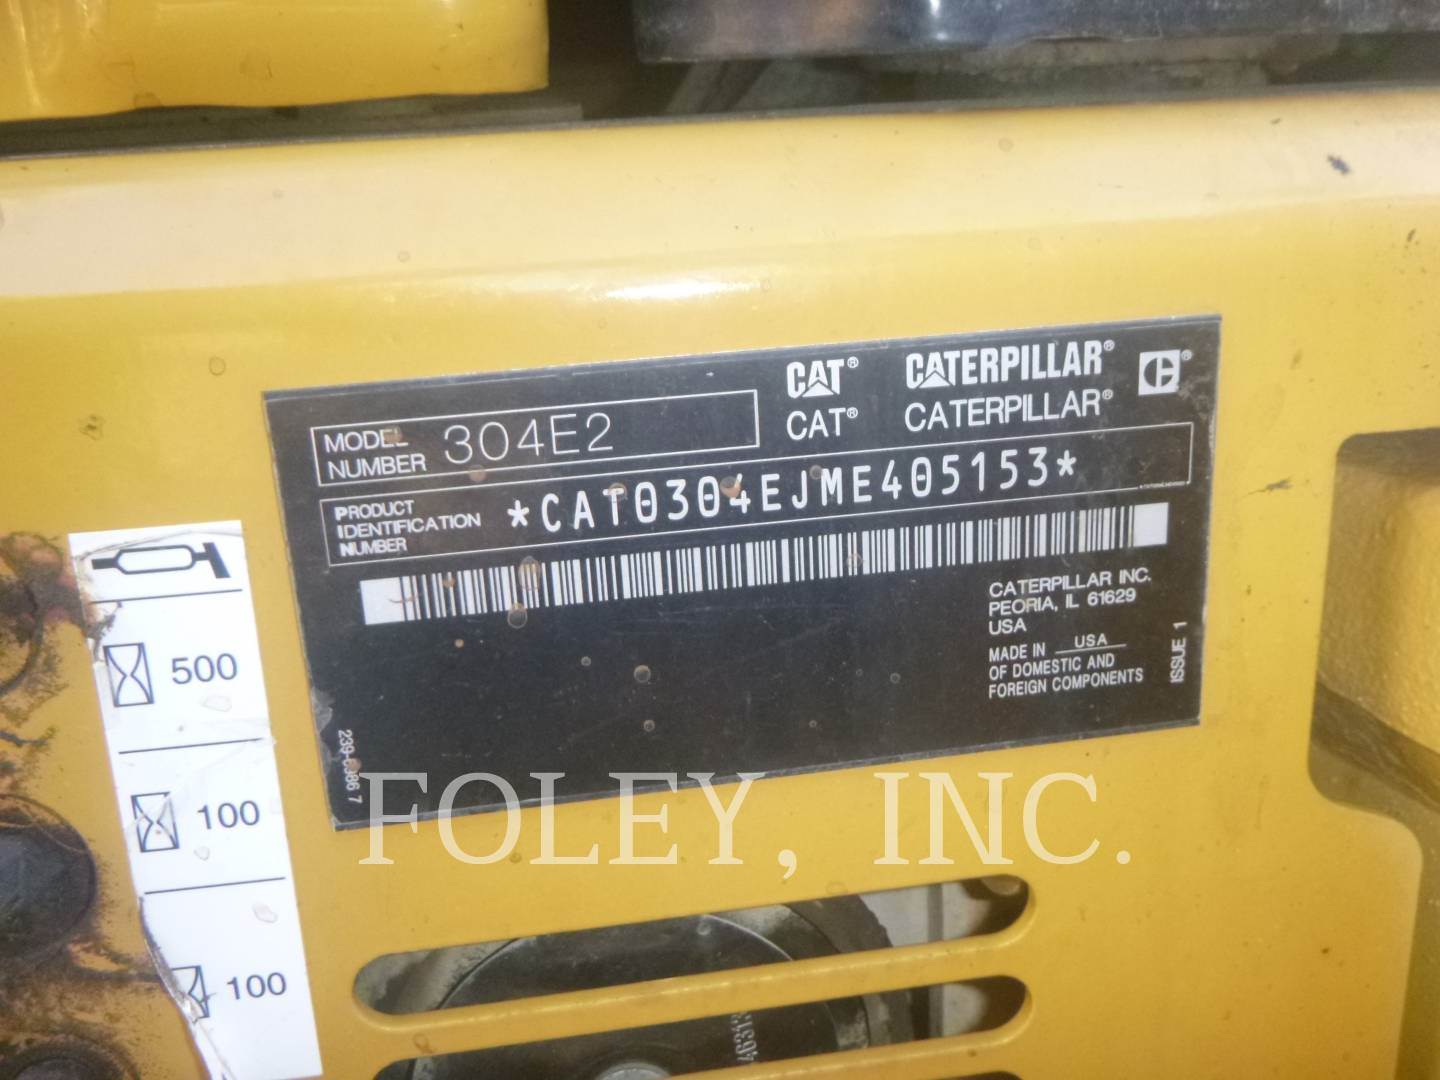 CAT® CATERPILLAR®
CAT® CATERPILLAR®
MODEL NUMBER 304E2
PRODUCT IDENTIFICATION NUMBER *CAT0304EJME405153*
CATERPILLAR INC.
PEORIA, IL 61629
USA
MADE IN USA
OF DOMESTIC AND
FOREIGN COMPONENTS
ISSUE 1
500
100
100
FOLEY, INC.